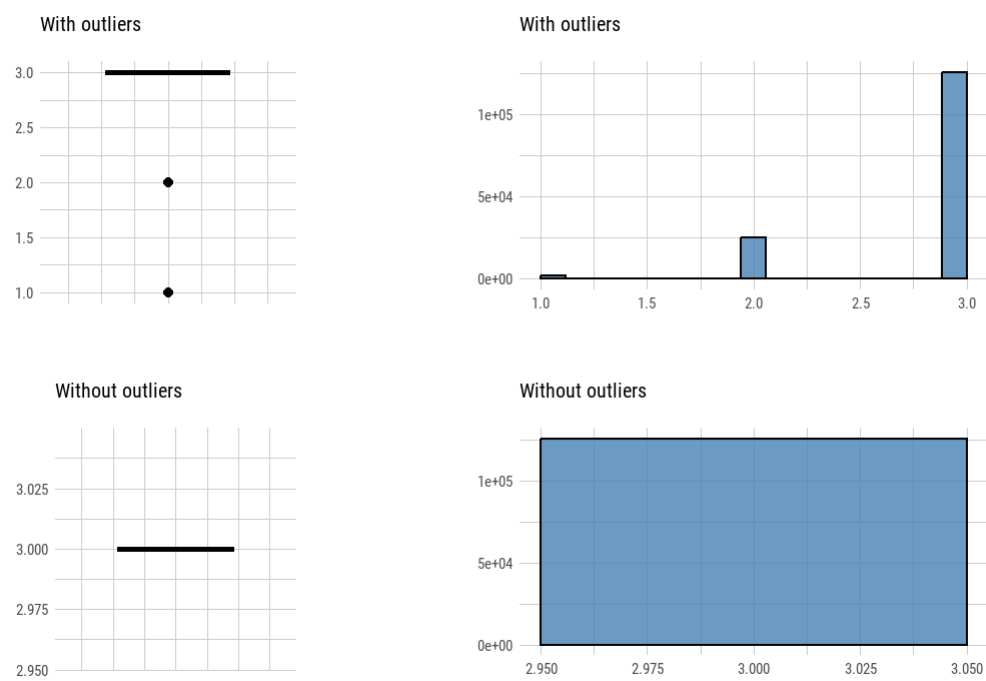 With outliers
3.0
2.5
2.0
1.5
1.0
With outliers
1e+05
5e+04
0e+00
1.0 1.5 2.0 2.5 3.0
Without outliers
3.025
3.000
2.975
2.950
Without outliers
1e+05
5e+04
0e+00
2.950 2.975 3.000 3.025 3.050